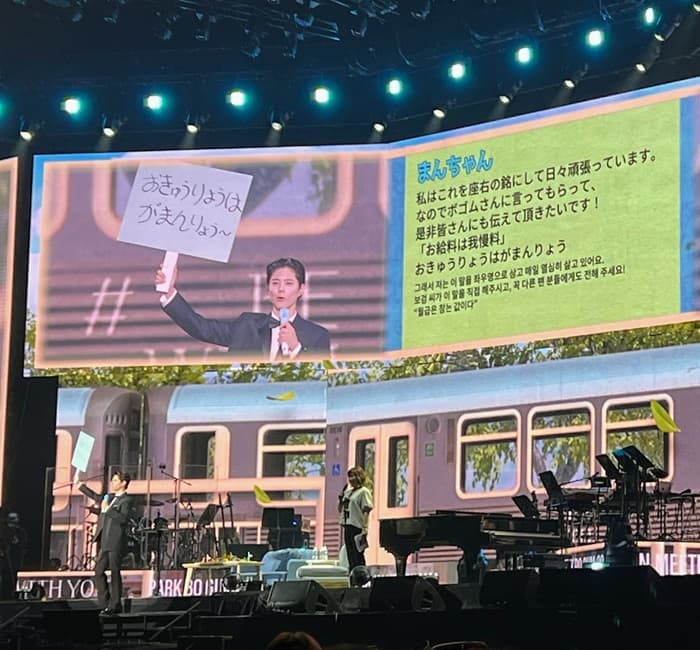 おきゅうりょうは
がまんりょう〜
#
まんちゃん
私はこれを座右の銘にして日々頑張っています。
なのでボゴムさんに言ってもらって、
是非皆さんにも伝えて頂きたいです！
「お給料は我慢料」
おきゅうりょうはがまんりょう
그래서 저는 이 말을 좌우명으로 삼고 매일 열심히 살고 있어요.
보검 씨가 이 말을 직접 해주시고, 꼭 다른 팬 분들에게도 전해 주세요!
"월급은 참는 값이다"
WITH YO
PARK BO GU
N MEETI